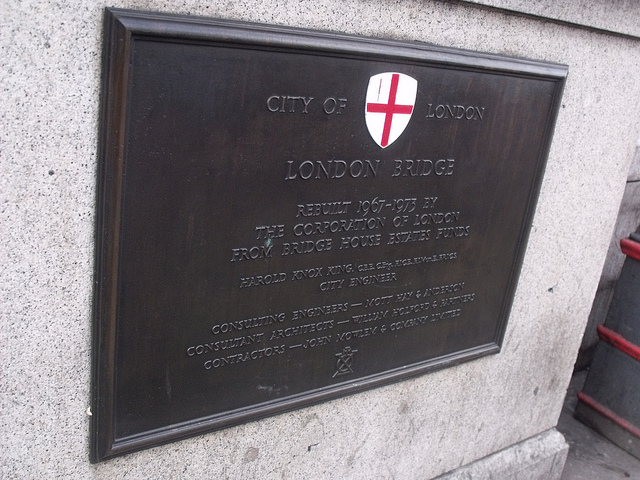 CITY OF LONDON
LONDON BRIDGE
REBUILT 1967-1973 BY
THE CORPORATION OF LONDON
FROM BRIDGE HOUSE ESTATES FUNDS
HAROLD KNOX KING
CITY ENGINEER
CONSULTING ENGINEERS — MOTT HAY & ANDERSON
CONSULTANT ARCHITECTS — WILLIAM HOLFORD & PARTNERS
CONTRACTORS — JOHN MOWLEM & COMPANY LIMITED